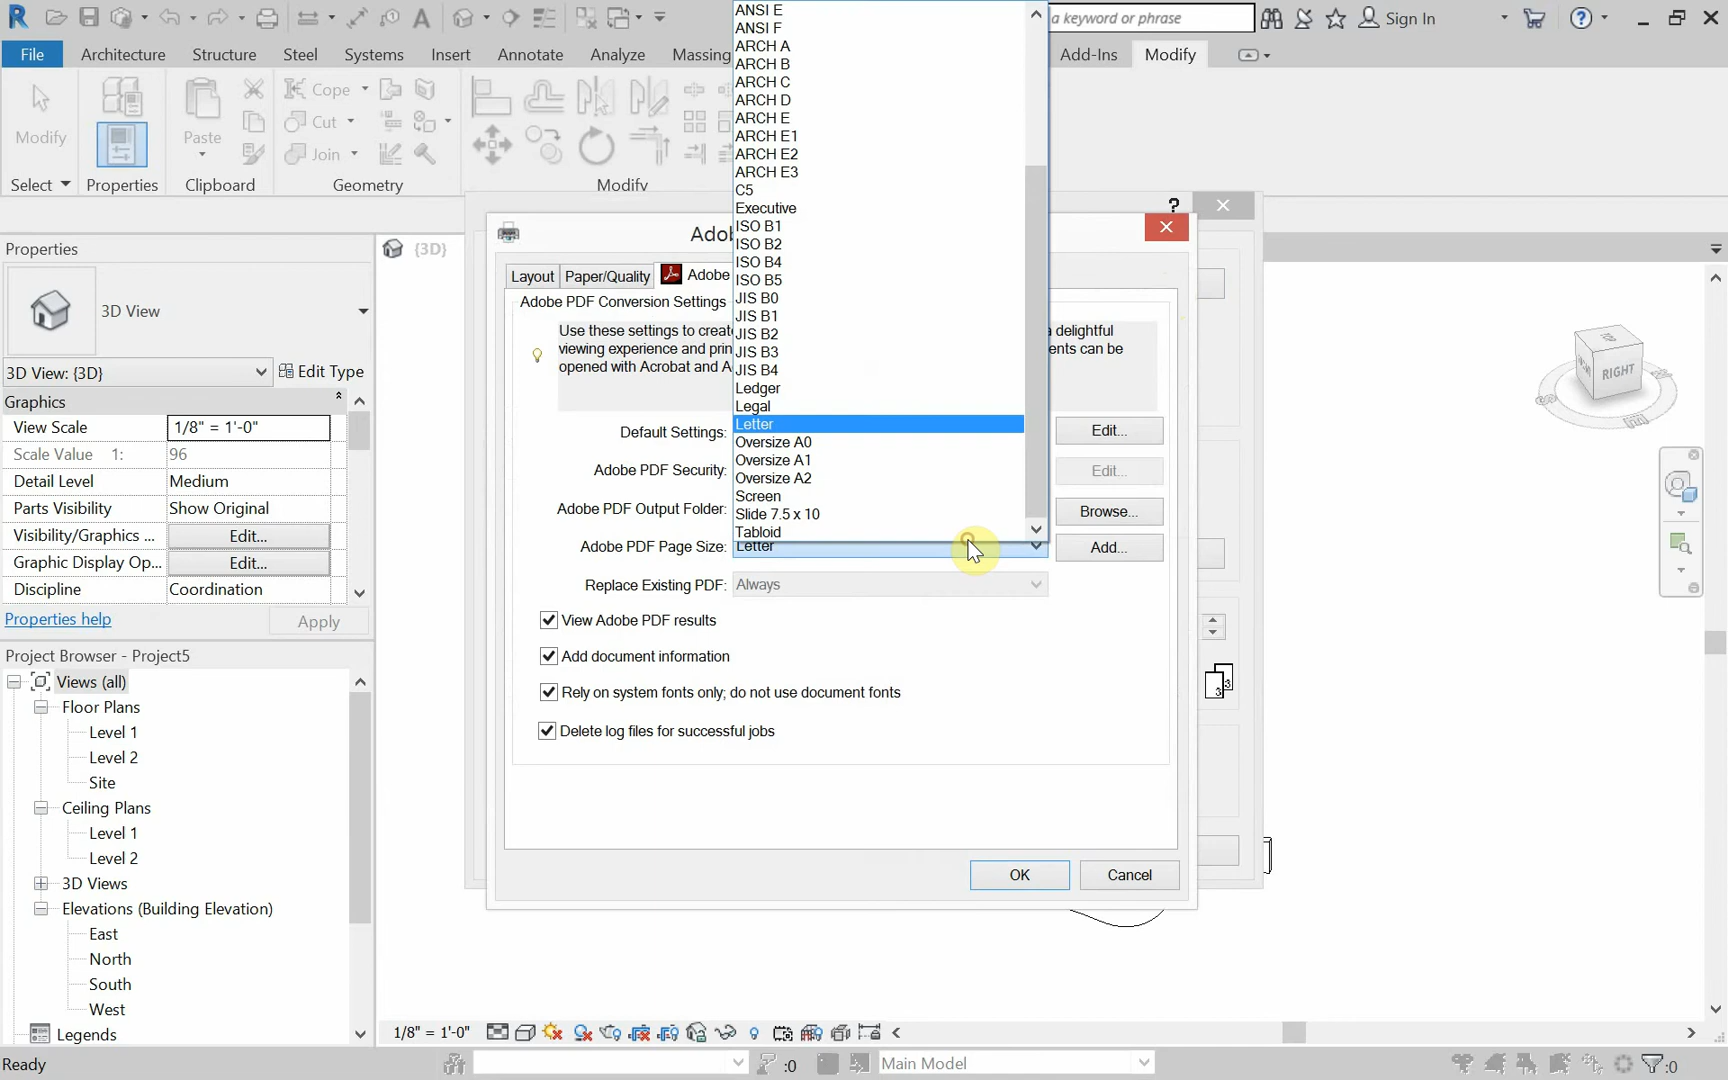 a keyword or phrase
Sign In
File
Architecture
Structure
Steel
Systems
Insert
Annotate
Analyze
Massing
Add-Ins
Modify
Modify
Paste
Cope
Cut
Join
Select
Properties
Clipboard
Geometry
Modify
Properties
3D View
3D View: {3D}
Edit Type
Graphics
View Scale
1/8" = 1'-0"
Scale Value 1:
96
Detail Level
Medium
Parts Visibility
Show Original
Visibility/Graphics ...
Edit...
Graphic Display Op...
Edit...
Discipline
Coordination
Properties help
Apply
Project Browser - Project5
Views (all)
Floor Plans
Level 1
Level 2
Site
Ceiling Plans
Level 1
Level 2
3D Views
Elevations (Building Elevation)
East
North
South
West
Legends
{3D}
ANSI E
ANSI F
ARCH A
ARCH B
ARCH C
ARCH D
ARCH E
ARCH E1
ARCH E2
ARCH E3
C5
Executive
ISO B1
ISO B2
ISO B4
ISO B5
JIS B0
JIS B1
JIS B2
JIS B3
JIS B4
Ledger
Legal
Letter
Oversize A0
Oversize A1
Oversize A2
Screen
Slide 7.5 x 10
Tabloid
Layout
Paper/Quality
Adobe
Adobe PDF Conversion Settings
Use these settings to
a delightful
viewing experience and
ents can be
opened with Acrobat and
Default Settings:
Edit...
Adobe PDF Security:
Edit...
Adobe PDF Output Folder:
Browse...
Adobe PDF Page Size:
Letter
Add...
Replace Existing PDF:
Always
View Adobe PDF results
Add document information
Rely on system fonts only; do not use document fonts
Delete log files for successful jobs
OK
Cancel
RIGHT
1/8" = 1'-0"
Ready
:0
Main Model
:0